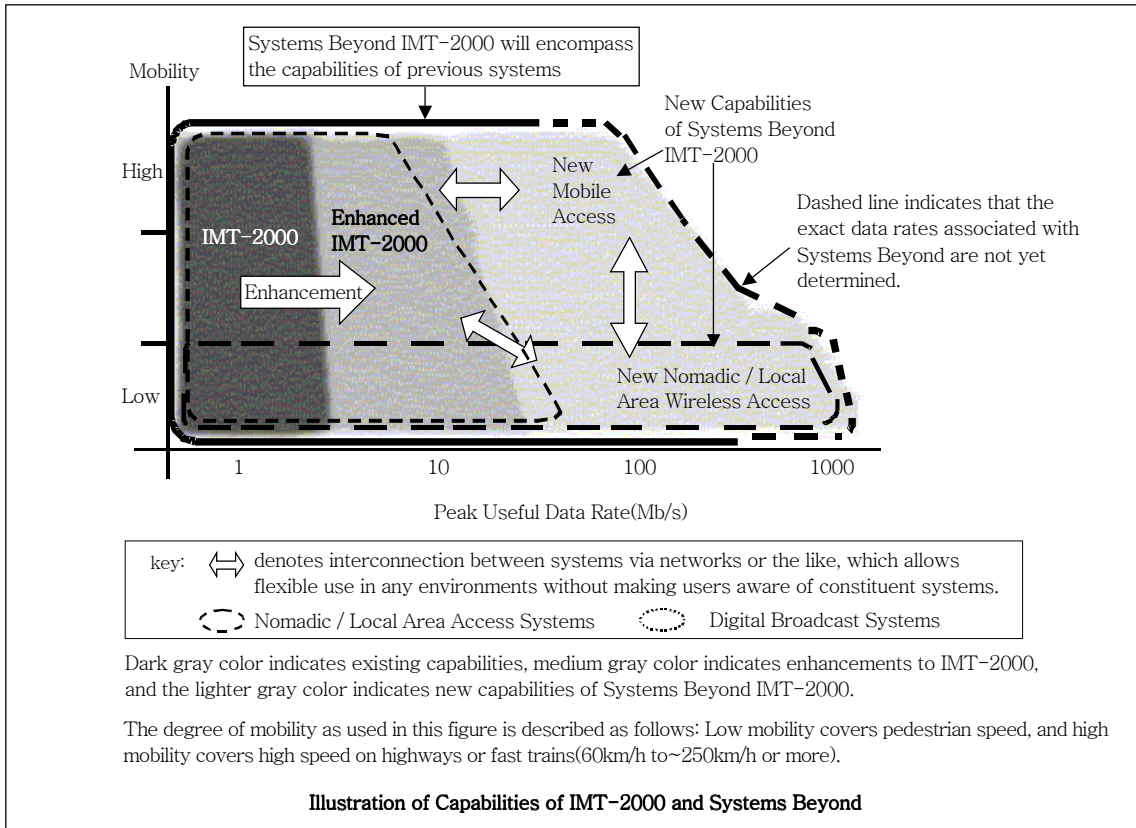 Systems Beyond IMT-2000 will encompass
the capabilities of previous systems
Mobility
New Capabilities
of Systems Beyond
IMT-2000
High
New
Mobile
Access
Dashed line indicates that the
exact data rates associated with
Systems Beyond are not yet
determined.
IMT-2000
Enhanced
IMT-2000
Enhancement
Low
New Nomadic / Local
Area Wireless Access
1 10 100 1000
Peak Useful Data Rate(Mb/s)
key: denotes interconnection between systems via networks or the like, which allows
flexible use in any environments without making users aware of constituent systems.
Nomadic / Local Area Access Systems Digital Broadcast Systems
Dark gray color indicates existing capabilities, medium gray color indicates enhancements to IMT-2000,
and the lighter gray color indicates new capabilities of Systems Beyond IMT-2000.
The degree of mobility as used in this figure is described as follows: Low mobility covers pedestrian speed, and high
mobility covers high speed on highways or fast trains(60km/h to~250km/h or more).
Illustration of Capabilities of IMT-2000 and Systems Beyond